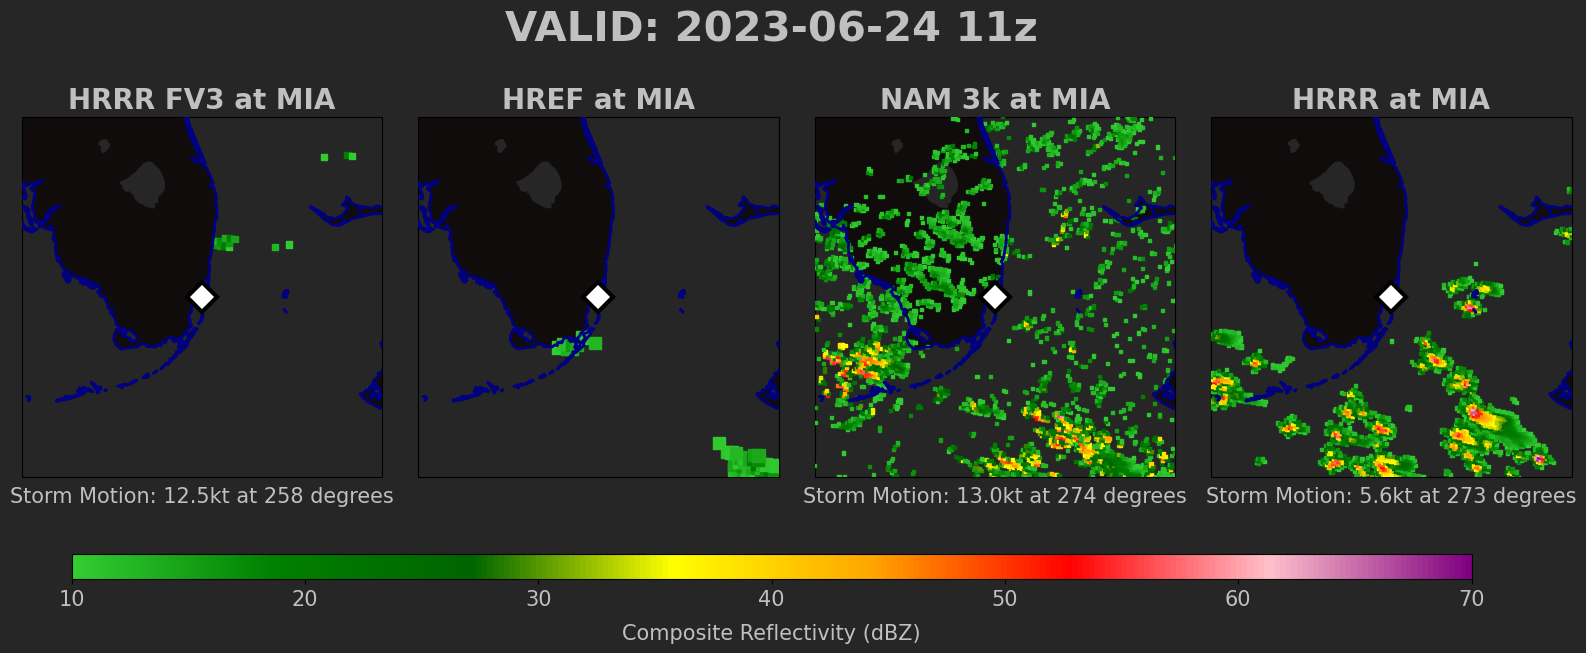 VALID: 2023-06-24 11z
HRRR FV3 at MIA
HREF at MIA
NAM 3k at MIA
HRRR at MIA
Storm Motion: 12.5kt at 258 degrees
Storm Motion: 13.0kt at 274 degrees
Storm Motion: 5.6kt at 273 degrees
10 20 30 40 50 60 70
Composite Reflectivity (dBZ)